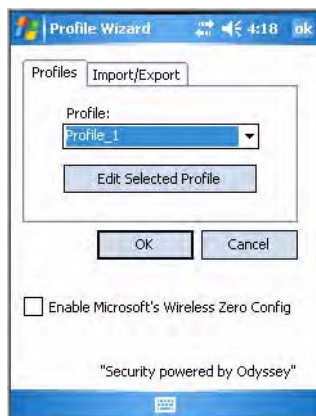 Profile Wizard 4:18 ok
Profiles Import/Export
Profile:
Profile_1
Edit Selected Profile
OK Cancel
Enable Microsoft's Wireless Zero Config
"Security powered by Odyssey"